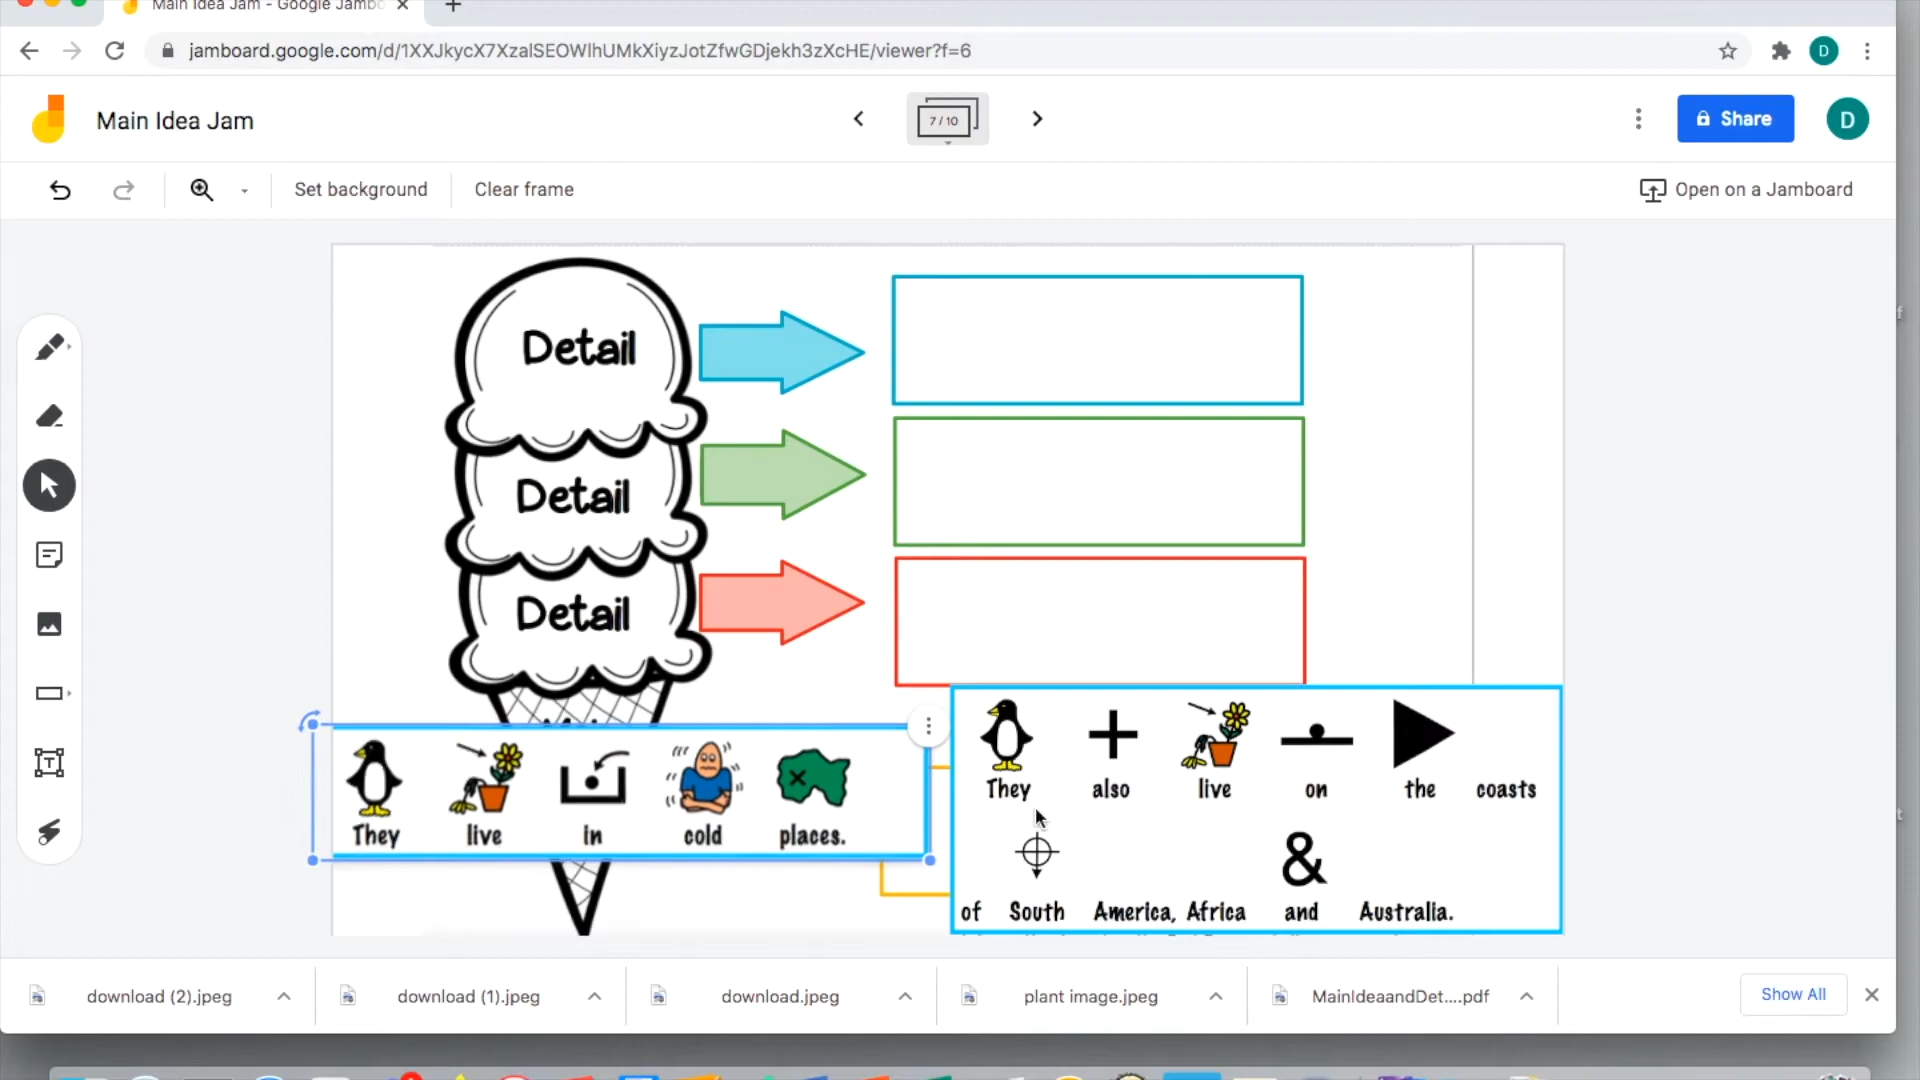 Main Idea Jam - Google Jambo
jamboard.google.com/d/1XXJkycX7XzalSEOWlhUMkXiyzJotZfwGDjekh3zXcHE/viewer?f=6
D
Main Idea Jam
7 / 10
Share
D
Set background
Clear frame
Open on a Jamboard
Detail
Detail
Detail
They live in cold places.
They also live on the coasts
&
of South America, Africa and Australia.
download (2).jpeg
download (1).jpeg
download.jpeg
plant image.jpeg
MainIdeaandDet....pdf
Show All